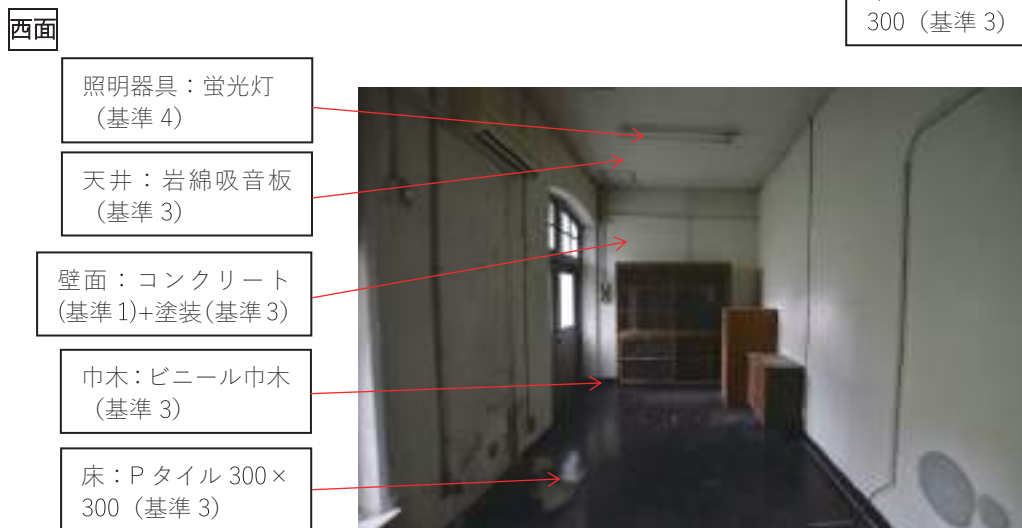 300（基準 3）
西面
照明器具：蛍光灯
（基準 4）
天井：岩綿吸音板
（基準 3）
壁面：コンクリート
(基準 1)+塗装(基準 3)
巾木：ビニール巾木
（基準 3）
床：P タイル 300×
300（基準 3）